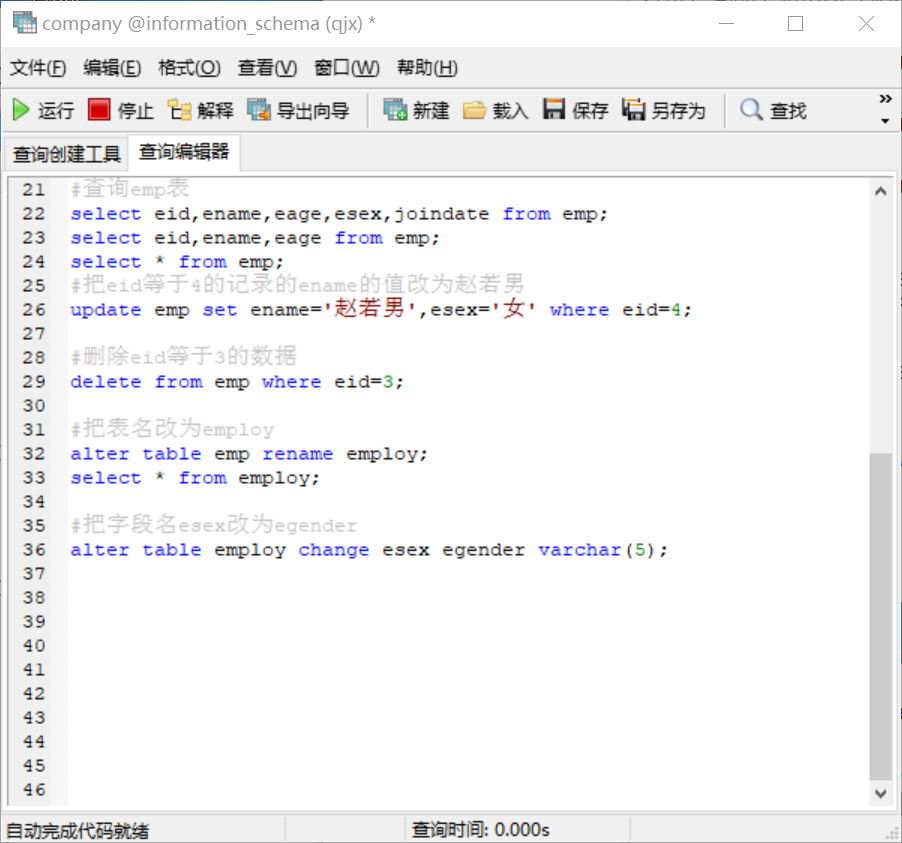 company @information_schema (qjx) *
文件(F) 编辑(E) 格式(O) 查看(V) 窗口(W) 帮助(H)
运行 停止 解释 导出向导 新建 载入 保存 另存为 查找 »
查询创建工具 查询编辑器
21 #查询emp表
22 select eid,ename,eage,esex,joindate from emp;
23 select eid,ename,eage from emp;
24 select * from emp;
25 #把eid等于4的记录的ename的值改为赵若男
26 update emp set ename='赵若男',esex='女' where eid=4;
27
28 #删除eid等于3的数据
29 delete from emp where eid=3;
30
31 #把表名改为employ
32 alter table emp rename employ;
33 select * from employ;
34
35 #把字段名esex改为egender
36 alter table employ change esex egender varchar(5);
37
38
39
40
41
42
43
44
45
46
自动完成代码就绪 查询时间: 0.000s